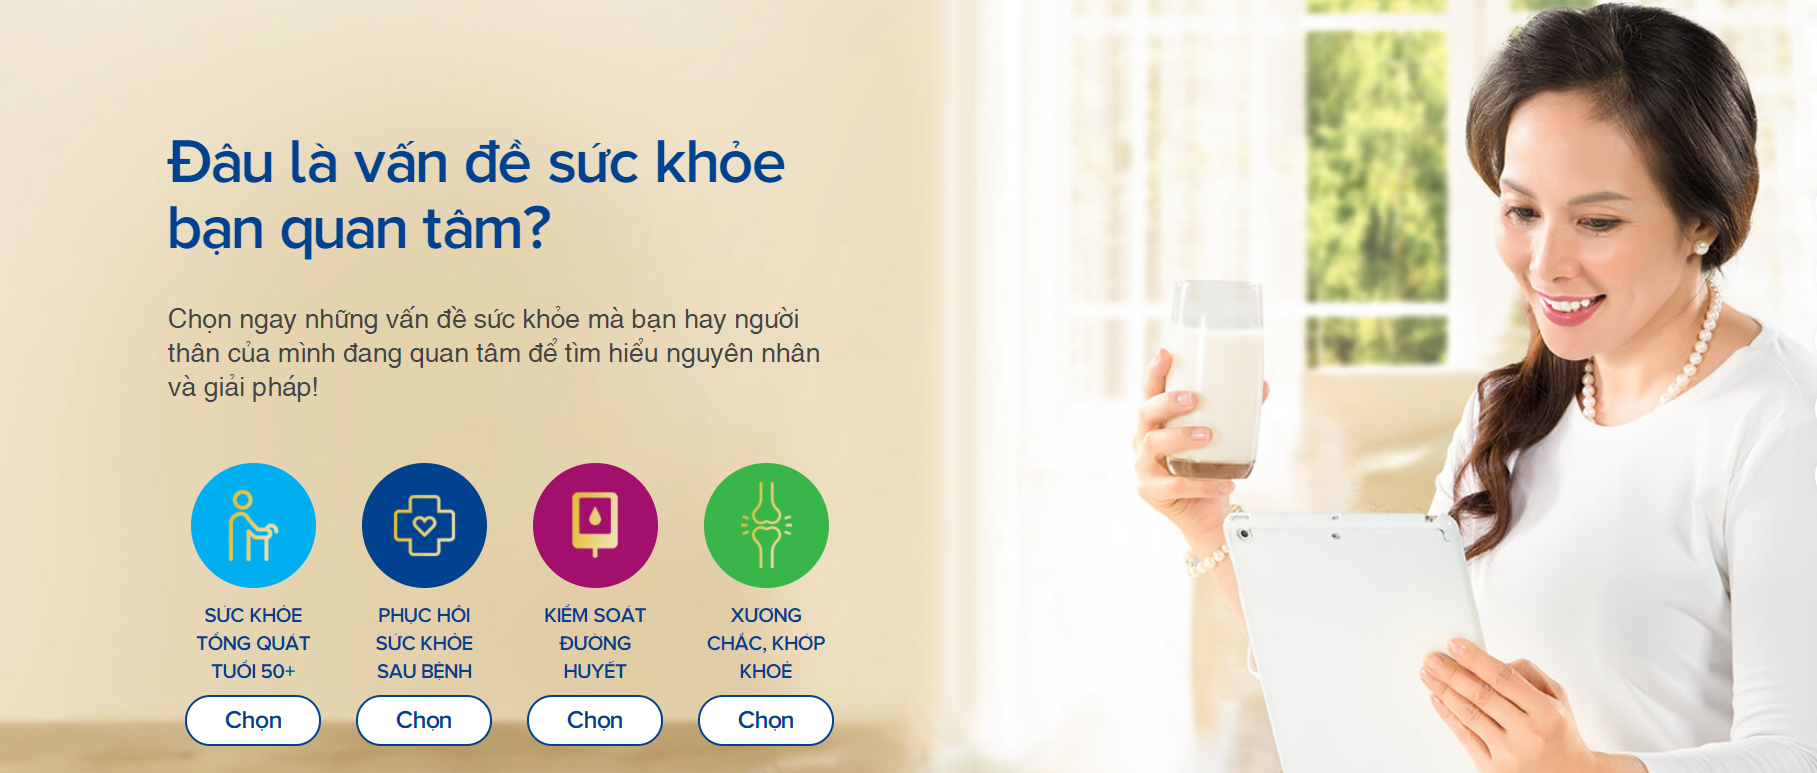 Đâu là vấn đề sức khỏe
bạn quan tâm?
Chọn ngay những vấn đề sức khỏe mà bạn hay người
thân của mình đang quan tâm để tìm hiểu nguyên nhân
và giải pháp!
SỨC KHỎE
TỔNG QUÁT
TUỔI 50+
Chọn
PHỤC HỒI
SỨC KHỎE
SAU BỆNH
Chọn
KIỂM SOÁT
ĐƯỜNG
HUYẾT
Chọn
XƯƠNG
CHẮC, KHỚP
KHOẺ
Chọn